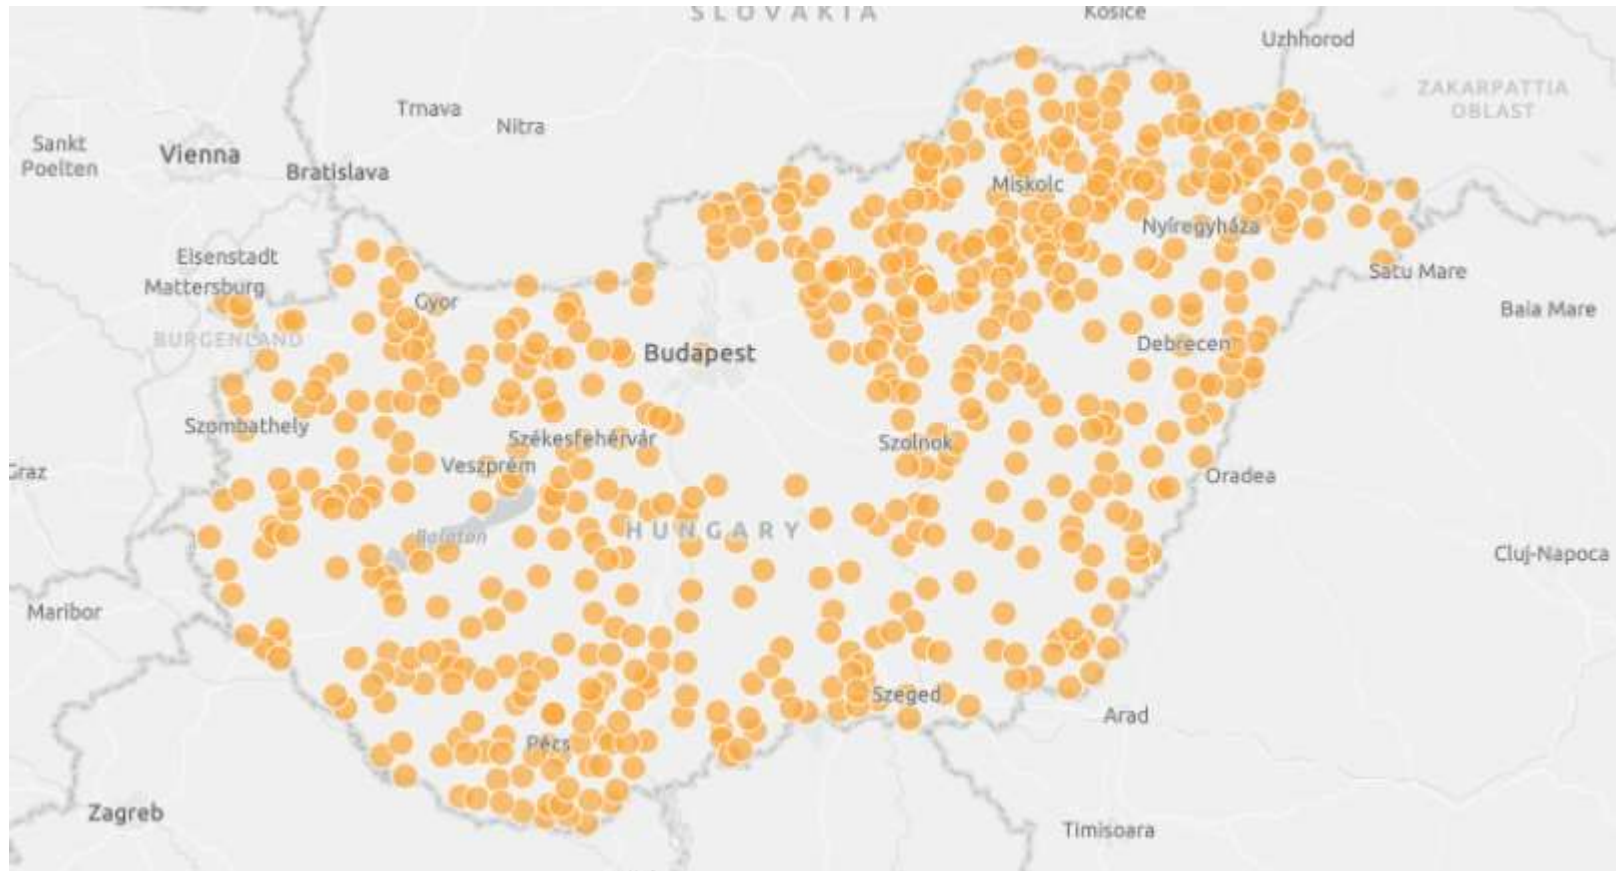 SLOVAKIA
Kosice
Uzhhorod
ZAKARPATTIA
OBLAST
Trnava
Nitra
Sankt
Poelten
Vienna
Bratislava
Miskolc
Nyíregyháza
Eisenstadt
Mattersburg
Satu Mare
Gyor
Baia Mare
BURGENLAND
Budapest
Debrecen
Szombathely
Székesfehérvár
Szolnok
Veszprém
Graz
Oradea
HUNGARY
Balaton
Cluj-Napoca
Maribor
Szeged
Arad
Pécs
Zagreb
Timisoara